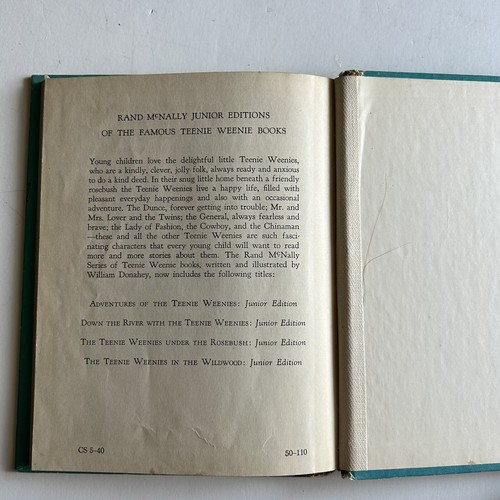 RAND McNALLY JUNIOR EDITIONS
OF THE FAMOUS TEENIE WEENIE BOOKS
Young children love the delightful little Teenie Weenies,
who are a kindly, clever, jolly folk, always ready and anxious
to do a kind deed. In their snug little home beneath a friendly
rosebush the Teenie Weenies live a happy life, filled with
pleasant everyday happenings and also with an occasional
adventure. The Dunce, forever getting into trouble; Mr. and
Mrs. Lover and the Twins; the General, always fearless and
brave; the Lady of Fashion, the Cowboy, and the Chinaman
—these and all the other Teenie Weenies are such fasci-
nating characters that every young child will want to read
more and more stories about them. The Rand McNally
Series of Teenie Weenie books, written and illustrated by
William Donahey, now includes the following titles:
ADVENTURES OF THE TEENIE WEENIES: Junior Edition
DOWN THE RIVER WITH THE TEENIE WEENIES: Junior Edition
THE TEENIE WEENIES UNDER THE ROSEBUSH: Junior Edition
THE TEENIE WEENIES IN THE WILDWOOD: Junior Edition
CS 5-40 50-110